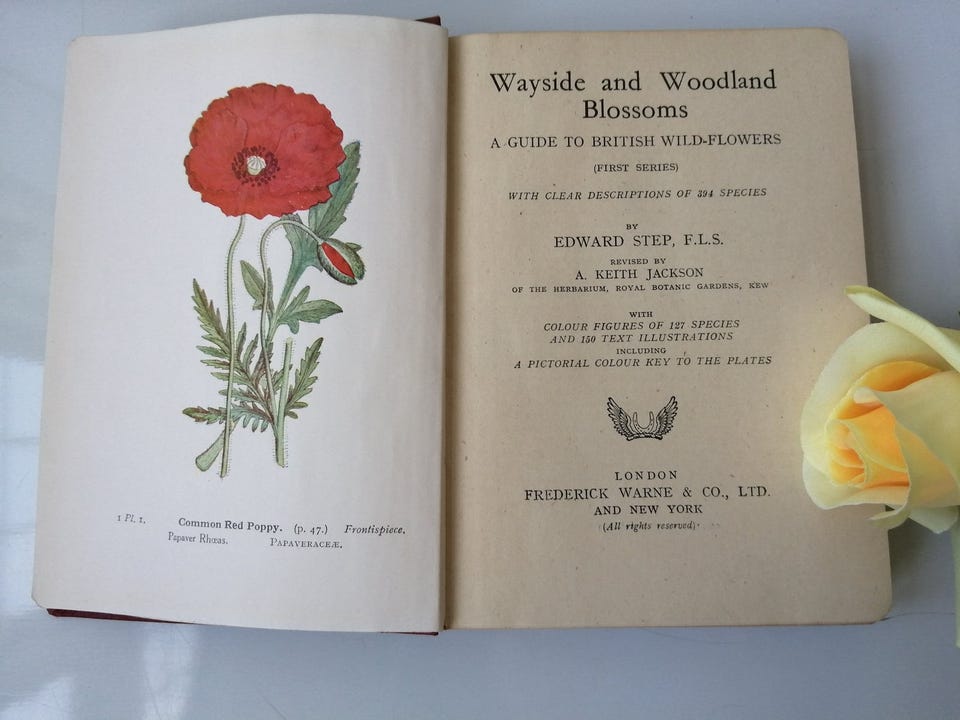 1 Pl. 1. Common Red Poppy. (p. 47.) Frontispiece.
Papaver Rhœas. PAPAVERACEÆ.
Wayside and Woodland
Blossoms
A GUIDE TO BRITISH WILD-FLOWERS
(FIRST SERIES)
WITH CLEAR DESCRIPTIONS OF 394 SPECIES
BY
EDWARD STEP, F.L.S.
REVISED BY
A. KEITH JACKSON
OF THE HERBARIUM, ROYAL BOTANIC GARDENS, KEW
WITH
COLOUR FIGURES OF 127 SPECIES
AND 150 TEXT ILLUSTRATIONS
INCLUDING
A PICTORIAL COLOUR KEY TO THE PLATES
LONDON
FREDERICK WARNE & CO., LTD.
AND NEW YORK
(All rights reserved)